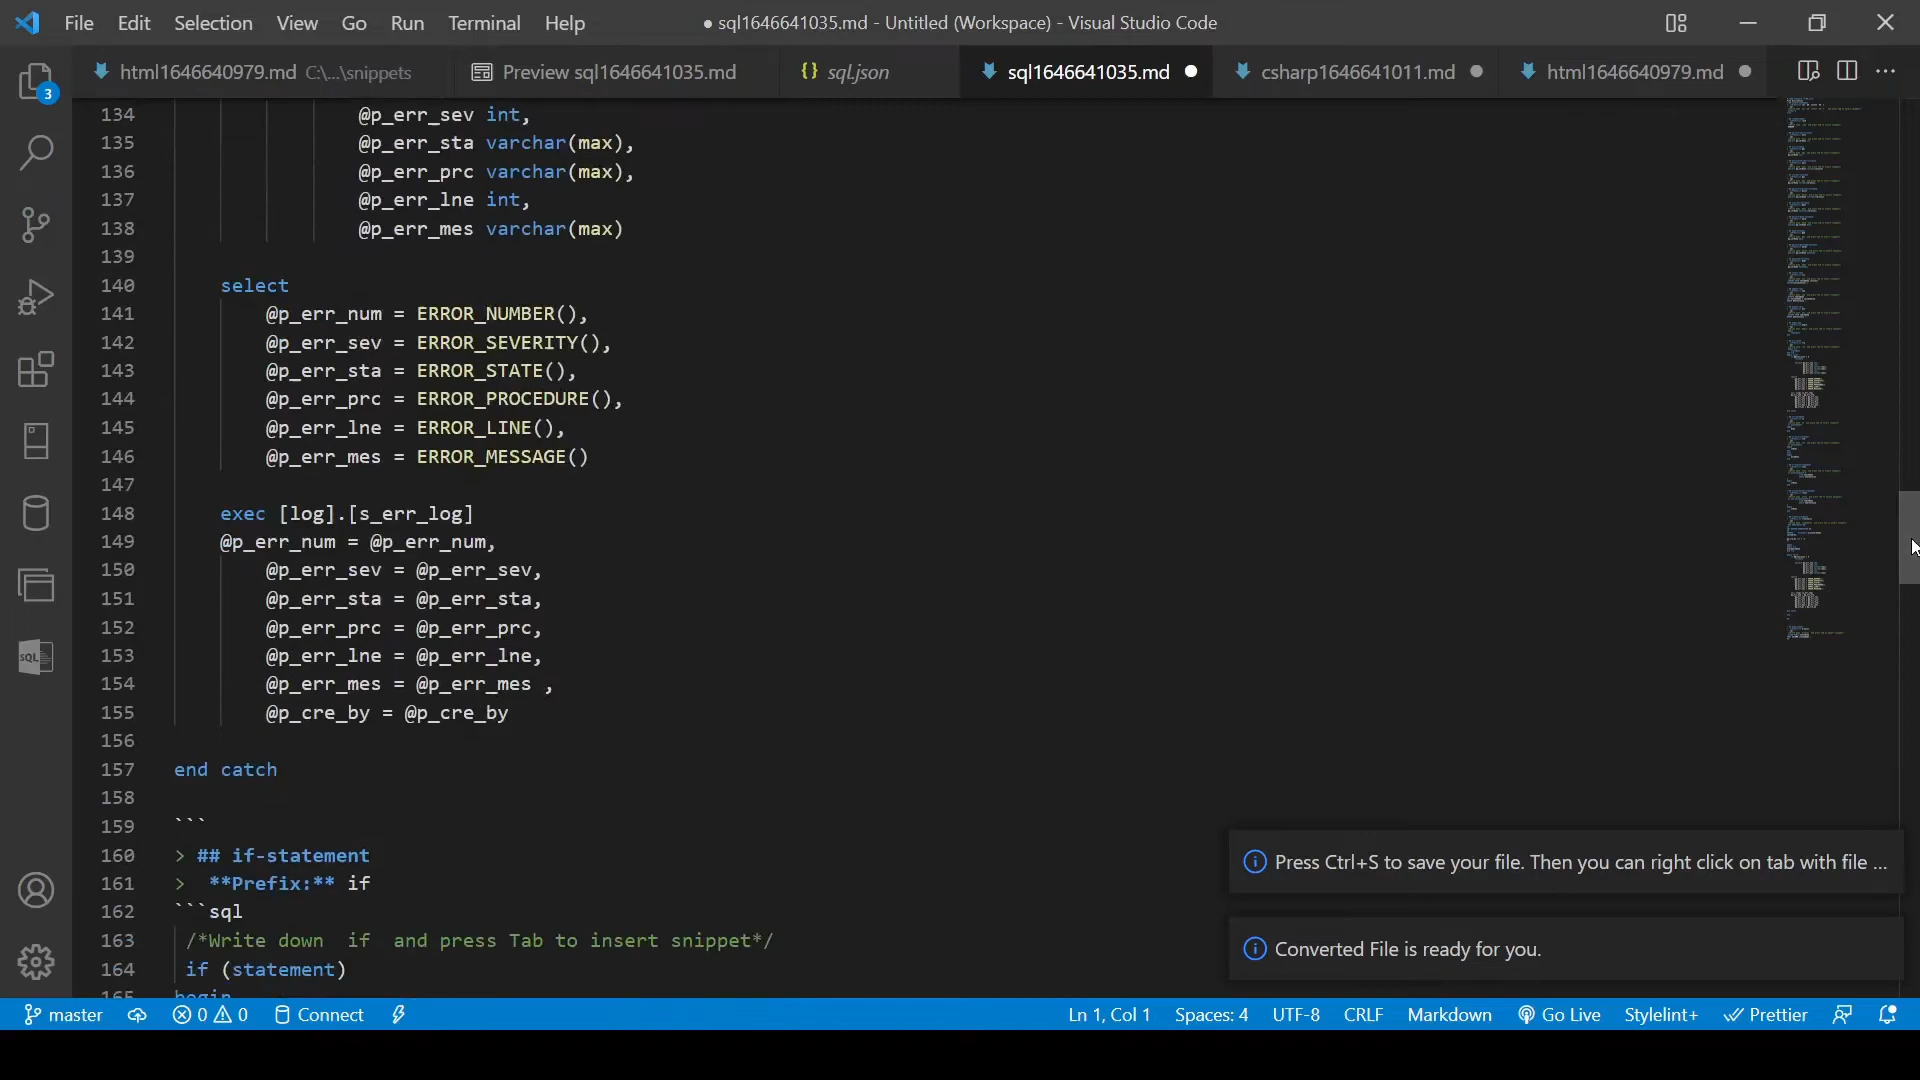 File Edit Selection View Go Run Terminal Help
● sql1646641035.md - Untitled (Workspace) - Visual Studio Code
html1646640979.md C:\...\snippets
Preview sql1646641035.md
{} sql.json
sql1646641035.md
csharp1646641011.md
html1646640979.md
3
SQL
134 @p_err_sev int,
135 @p_err_sta varchar(max),
136 @p_err_prc varchar(max),
137 @p_err_lne int,
138 @p_err_mes varchar(max)
139
140 select
141 @p_err_num = ERROR_NUMBER(),
142 @p_err_sev = ERROR_SEVERITY(),
143 @p_err_sta = ERROR_STATE(),
144 @p_err_prc = ERROR_PROCEDURE(),
145 @p_err_lne = ERROR_LINE(),
146 @p_err_mes = ERROR_MESSAGE()
147
148 exec [log].[s_err_log]
149 @p_err_num = @p_err_num,
150 @p_err_sev = @p_err_sev,
151 @p_err_sta = @p_err_sta,
152 @p_err_prc = @p_err_prc,
153 @p_err_lne = @p_err_lne,
154 @p_err_mes = @p_err_mes ,
155 @p_cre_by = @p_cre_by
156
157 end catch
158
159 ```
160 > ## if-statement
161 > **Prefix:** if
162 ```sql
163 /*Write down if and press Tab to insert snippet*/
164 if (statement)
165 begin
Press Ctrl+S to save your file. Then you can right click on tab with file ...
Converted File is ready for you.
master 0 0 Connect
Ln 1, Col 1 Spaces: 4 UTF-8 CRLF Markdown Go Live Stylelint+ Prettier